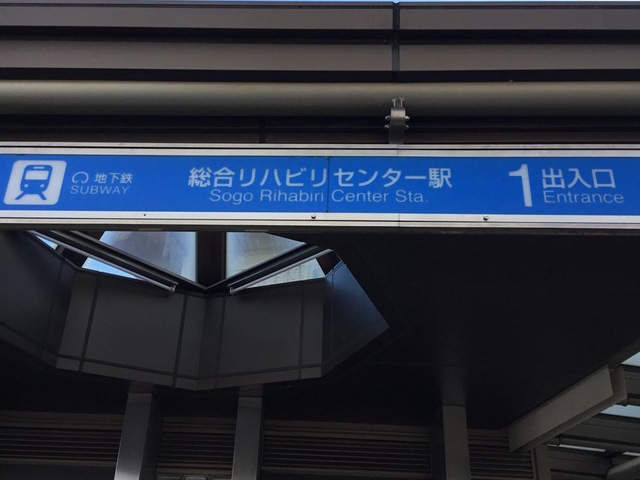 地下鉄
SUBWAY
総合リハビリセンター駅
Sogo Rihabiri Center Sta.
1 出入口
Entrance